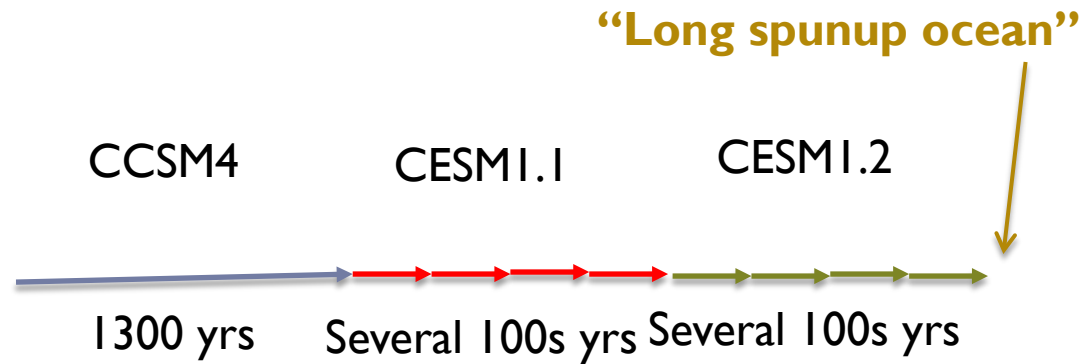 “Long spunup ocean”
CCSM4 CESM1.1 CESM1.2
1300 yrs Several 100s yrs Several 100s yrs